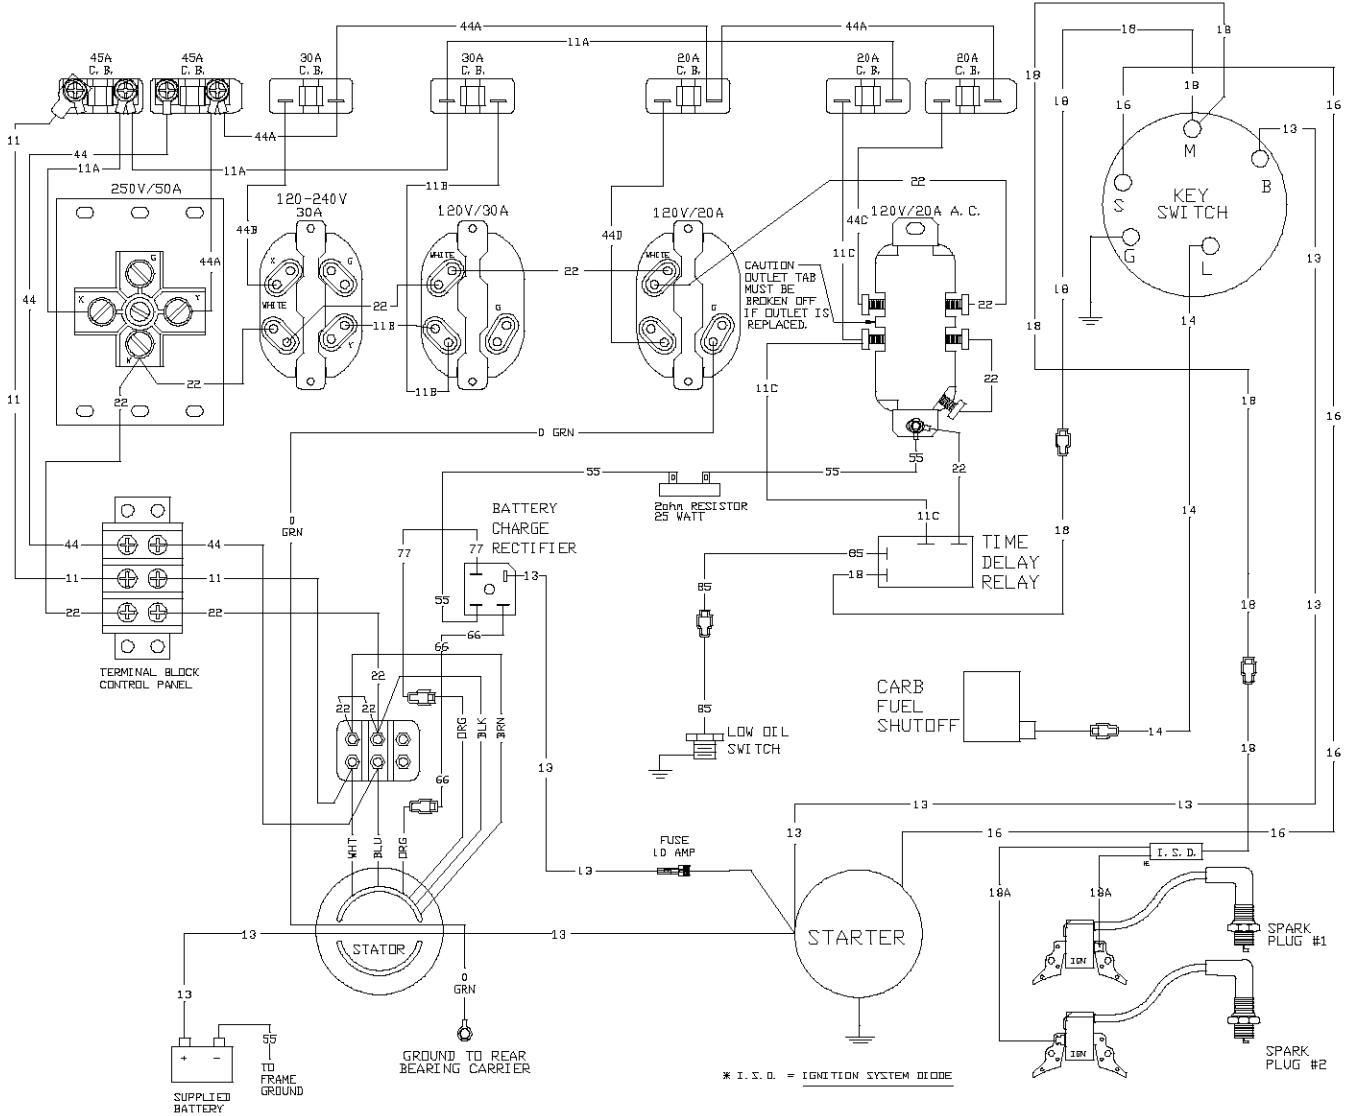 44A
44A
18
18
11A
45A
C. B.
45A
C. B.
30A
C. B.
30A
C. B.
20A
C. B.
20A
C. B.
20A
C. B.
18
18
18
16
16
13
44A
11
44
11A
11A
M
B
S
KEY
SWITCH
G
L
250V/50A
11B
22
120-240V
30A
120V/30A
120V/20A
120V/20A A. C.
44B
44D
44C
44A
11C
13
G
X
Y
W
X
G
WHITE
Y
WHITE
G
WHITE
G
22
44
22
11B
CAUTION
OUTLET TAB
MUST BE
BROKEN OFF
IF OUTLET IS
REPLACED.
22
18
18
14
22
11
22
11B
11C
22
18
16
D GRN
55
22
55
55
2ohm RESISTOR
25 WATT
BATTERY
CHARGE
RECTIFIER
D
GRN
11C
14
18
44
44
77
77
TIME
DELAY
RELAY
85
18
11
11
13
85
55
18
13
22
22
66
66
TERMINAL BLOCK
CONTROL PANEL
22
22
22
ORG
BLK
BRN
CARB
FUEL
SHUTOFF
85
LOW OIL
SWITCH
14
18
16
13
66
13
13
13
16
16
FUSE
10 AMP
WHT
BLU
ORG
I. S. D.
13
18A
18A
13
13
STATOR
STARTER
SPARK
PLUG #1
IGN
D
GRN
13
55
+ -
TO
FRAME
GROUND
GROUND TO REAR
BEARING CARRIER
IGN
SPARK
PLUG #2
* I.S.D. = IGNITION SYSTEM DIODE
SUPPLIED
BATTERY